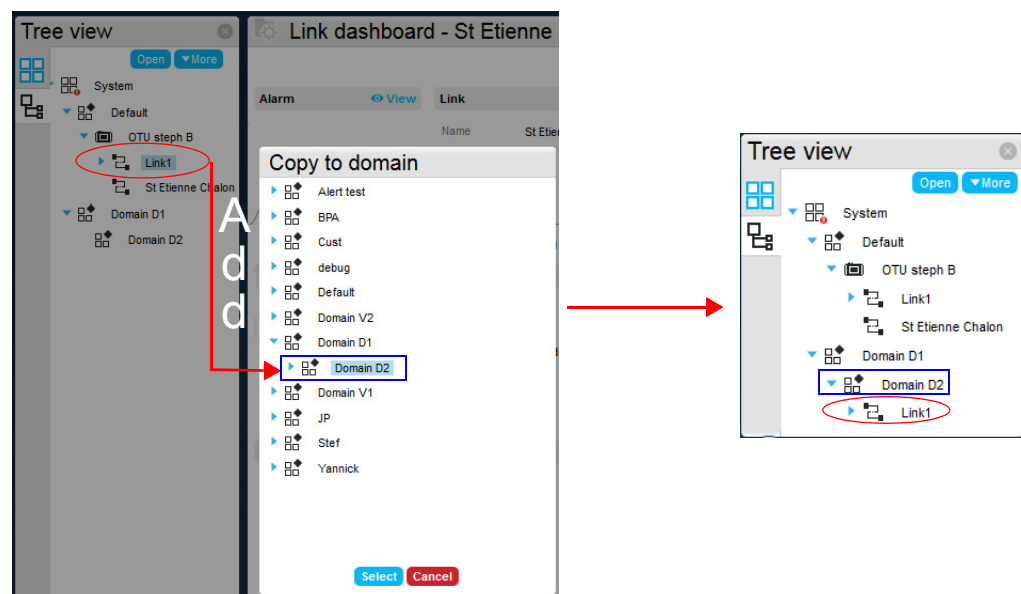 Tree view
Open
More
System
Default
OTU steph B
Link1
St Etienne Chalon
Domain D1
Domain D2
Add
Link dashboard - St Etienne
Alarm
View
Link
Name
St Etien
Copy to domain
Alert test
BPA
Cust
debug
Default
Domain V2
Domain D1
Domain D2
Domain V1
JP
Stef
Yannick
Select
Cancel
Tree view
Open
More
System
Default
OTU steph B
Link1
St Etienne Chalon
Domain D1
Domain D2
Link1